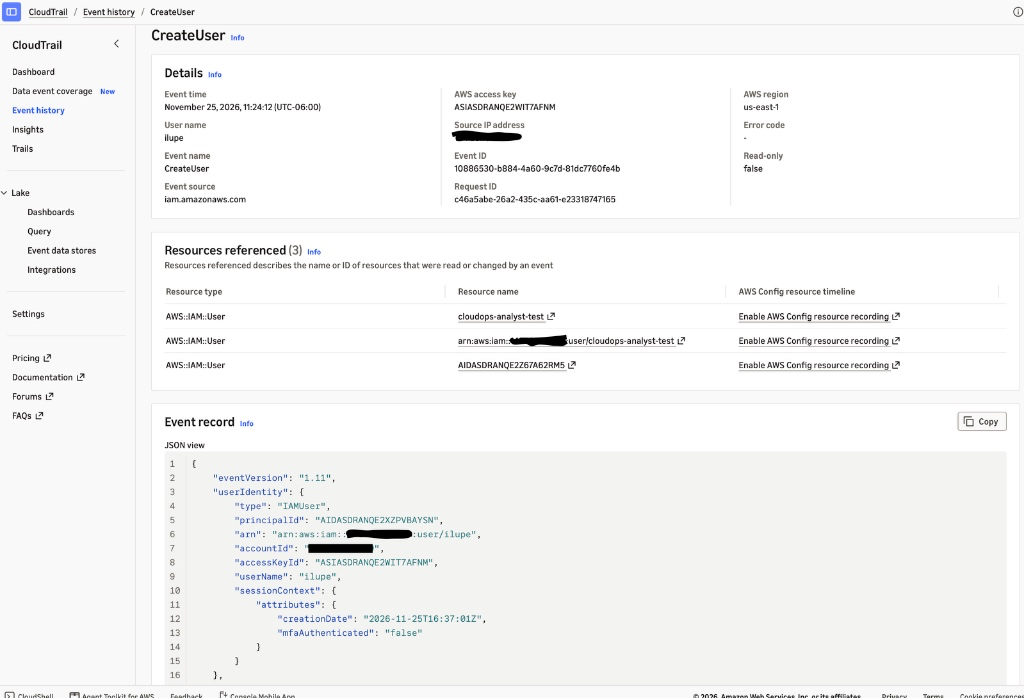 CloudTrail / Event history / CreateUser
CloudTrail
Dashboard
Data event coverage New
Event history
Insights
Trails
Lake
Dashboards
Query
Event data stores
Integrations
Settings
Pricing
Documentation
Forums
FAQs
CreateUser Info
Details Info
Event time
November 25, 2026, 11:24:12 (UTC-06:00)
User name
ilupe
Event name
CreateUser
Event source
iam.amazonaws.com
AWS access key
ASIASDRANQE2WIT7AFNM
Source IP address
Event ID
10886530-b884-4a60-9c7d-81dc7760fe4b
Request ID
c46a5abe-26a2-435c-aa61-e23318747165
AWS region
us-east-1
Error code
-
Read-only
false
Resources referenced (3) Info
Resources referenced describes the name or ID of resources that were read or changed by an event
Resource type Resource name AWS Config resource timeline
AWS::IAM::User cloudops-analyst-test Enable AWS Config resource recording
AWS::IAM::User arn:aws:iam:: :user/cloudops-analyst-test Enable AWS Config resource recording
AWS::IAM::User AIDASDRANQE2Z67A62RM5 Enable AWS Config resource recording
Event record Info
Copy
JSON view
1 {
2 "eventVersion": "1.11",
3 "userIdentity": {
4 "type": "IAMUser",
5 "principalId": "AIDASDRANQE2XZPVBAYSN",
6 "arn": "arn:aws:iam:: :user/ilupe",
7 "accountId": " ",
8 "accessKeyId": "ASIASDRANQE2WIT7AFNM",
9 "userName": "ilupe",
10 "sessionContext": {
11 "attributes": {
12 "creationDate": "2026-11-25T16:37:01Z",
13 "mfaAuthenticated": "false"
14 }
15 }
16 },
CloudShell Agent Toolkit for AWS Feedback Console Mobile App © 2026, Amazon Web Services, Inc. or its affiliates. Privacy Terms Cookie preferences